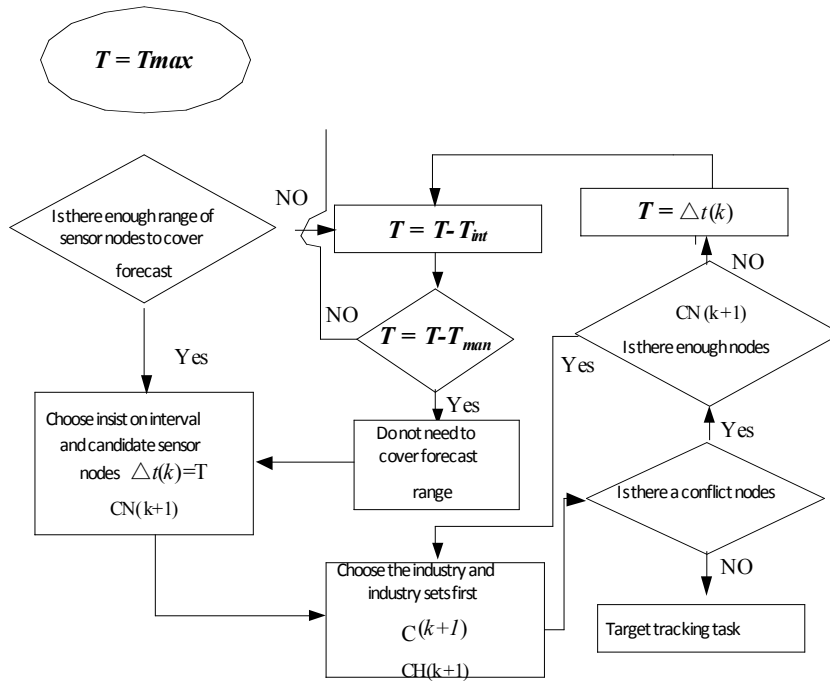 T = Tmax
Is there enough range of
sensor nodes to cover
forecast
NO
T = T- Tint
T = △t(k)
NO
NO
T = T-Tman
CN(k+1)
Is there enough nodes
Yes
Yes
Yes
Yes
Choose insist on interval
and candidate sensor
nodes △t(k)=T
CN(k+1)
Do not need to
cover forecast
range
Is there a conflict nodes
NO
Choose the industry and
industry sets first
C(k+1)
CH(k+1)
Target tracking task